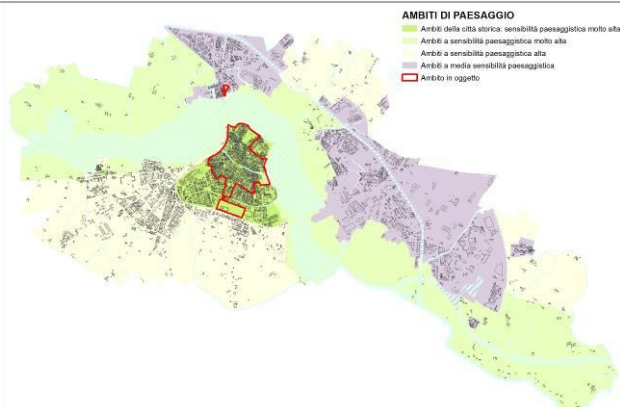 AMBITI DI PAESAGGIO
Ambiti della città storica: sensibilità paesaggistica molto alta
Ambiti a sensibilità paesaggistica molto alta
Ambiti a sensibilità paesaggistica alta
Ambiti a media sensibilità paesaggistica
Ambito in oggetto